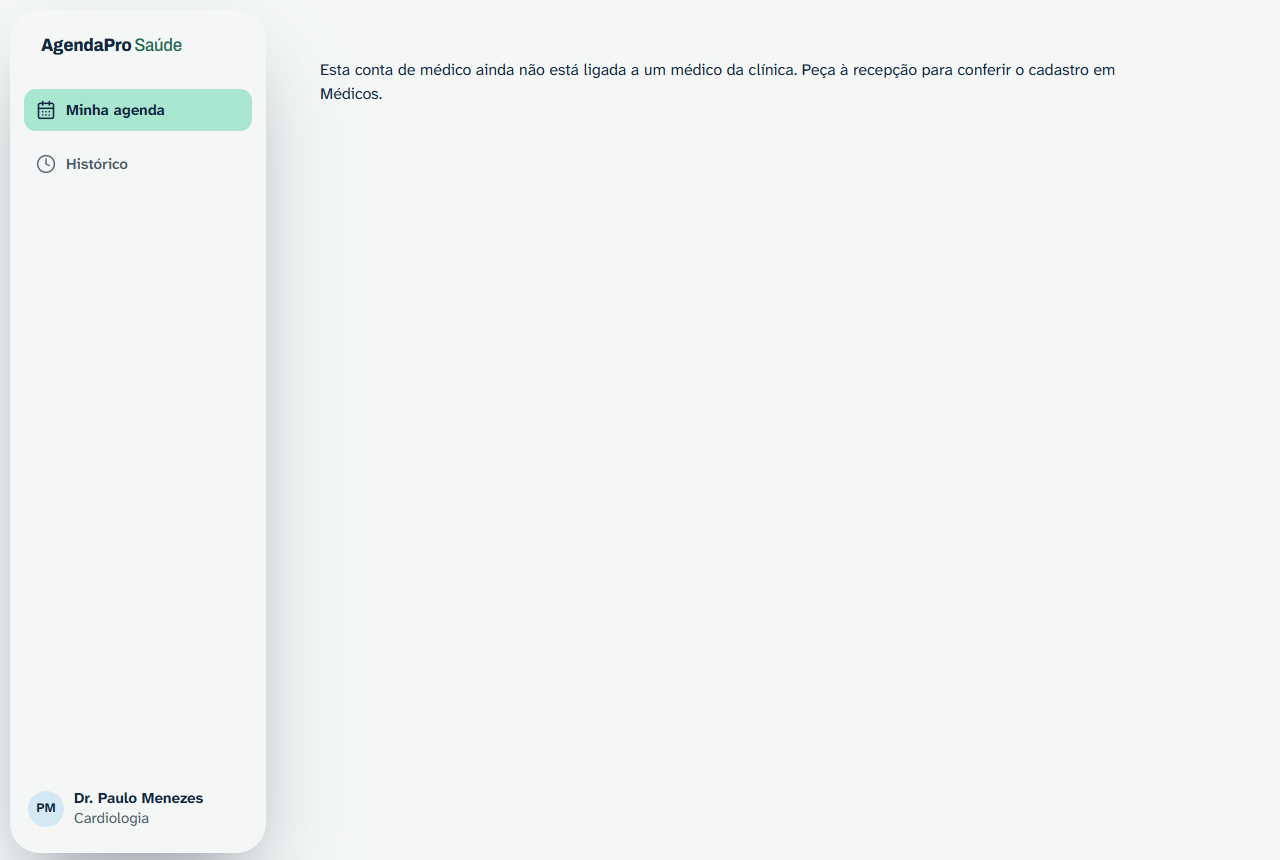 AgendaPro Saúde
Minha agenda
Histórico
Esta conta de médico ainda não está ligada a um médico da clínica. Peça à recepção para conferir o cadastro em
Médicos.
PM
Dr. Paulo Menezes
Cardiologia